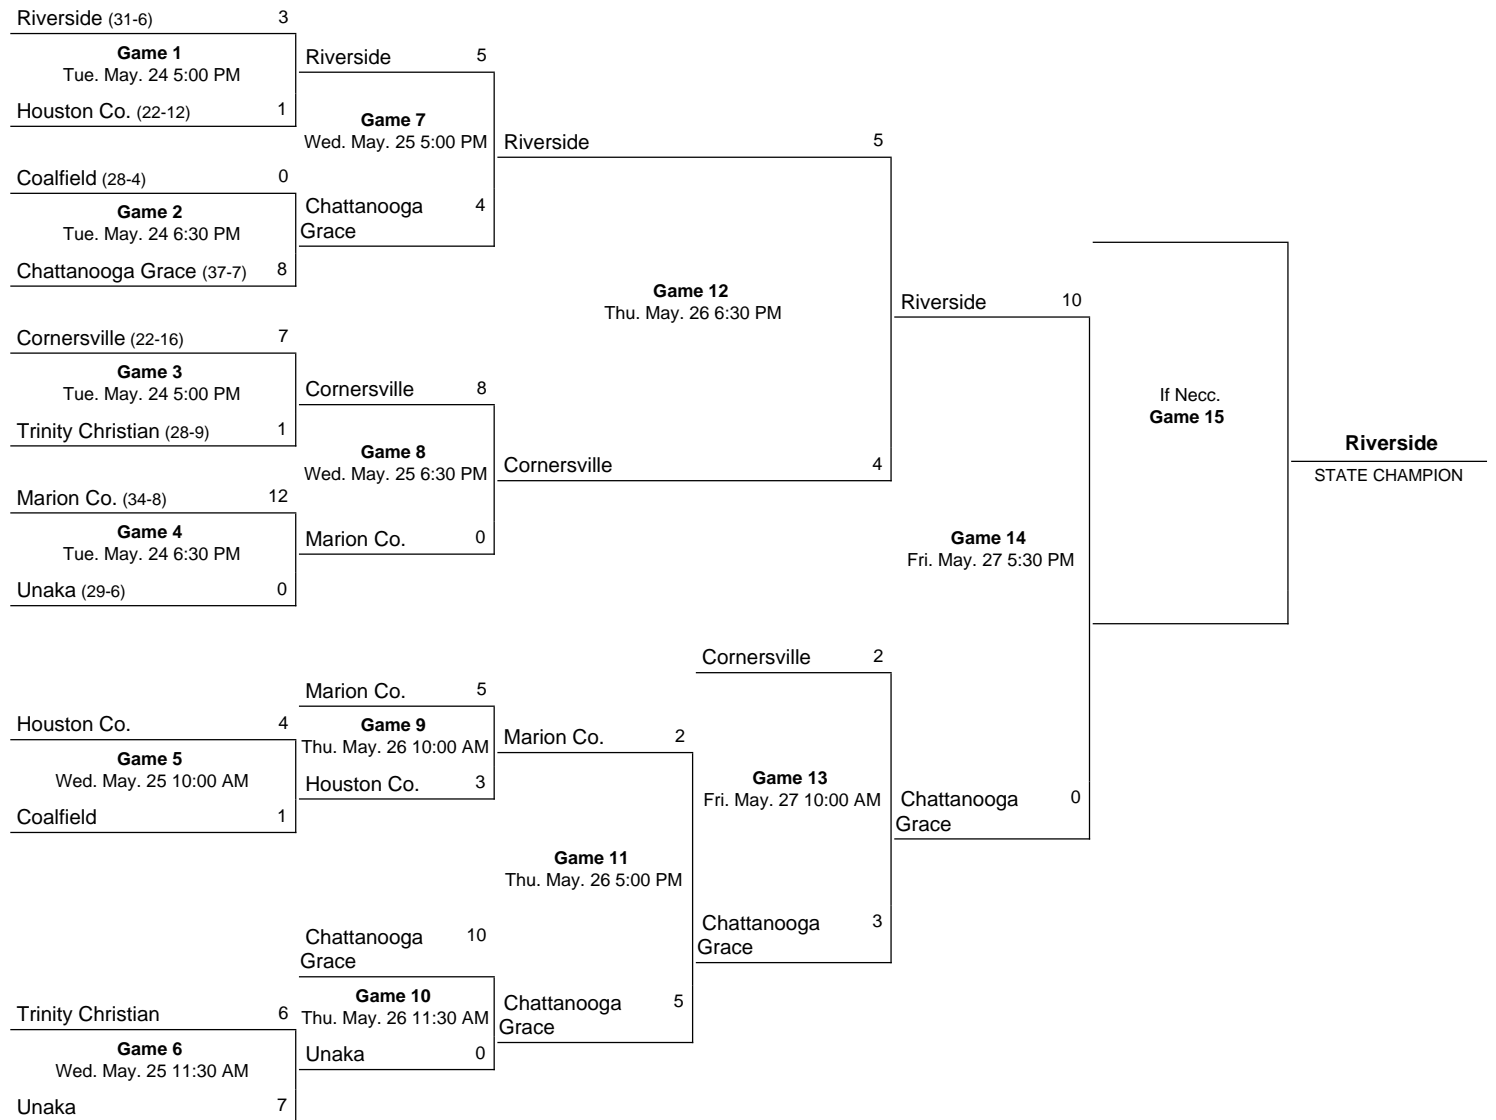 Riverside (31-6) 3
Game 1
Tue. May. 24 5:00 PM
Houston Co. (22-12) 1
Coalfield (28-4) 0
Game 2
Tue. May. 24 6:30 PM
Chattanooga Grace (37-7) 8
Cornersville (22-16) 7
Game 3
Tue. May. 24 5:00 PM
Trinity Christian (28-9) 1
Marion Co. (34-8) 12
Game 4
Tue. May. 24 6:30 PM
Unaka (29-6) 0
Houston Co. 4
Game 5
Wed. May. 25 10:00 AM
Coalfield 1
Trinity Christian 6
Game 6
Wed. May. 25 11:30 AM
Unaka 7
Riverside 5
Game 7
Wed. May. 25 5:00 PM
Chattanooga 4
Grace
Cornersville 8
Game 8
Wed. May. 25 6:30 PM
Marion Co. 0
Marion Co. 5
Game 9
Thu. May. 26 10:00 AM
Houston Co. 3
Chattanooga 10
Grace
Game 10
Thu. May. 26 11:30 AM
Unaka 0
Riverside 5
Game 12
Thu. May. 26 6:30 PM
Cornersville 4
Marion Co. 2
Game 11
Thu. May. 26 5:00 PM
Chattanooga 5
Grace
Cornersville 2
Game 13
Fri. May. 27 10:00 AM
Chattanooga 3
Grace
Riverside 10
Game 14
Fri. May. 27 5:30 PM
Chattanooga 0
Grace
If Necc.
Game 15
Riverside
STATE CHAMPION